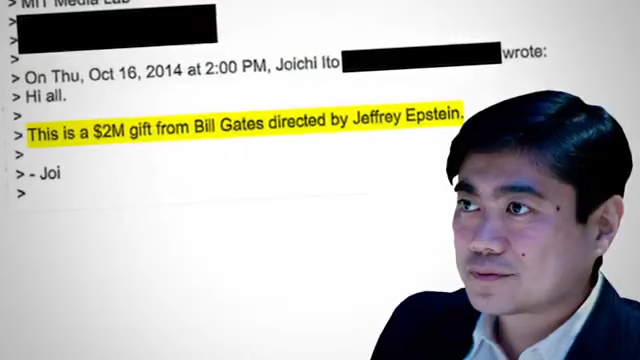 > MIT Media Lab
>
>
> On Thu, Oct 16, 2014 at 2:00 PM, Joichi Ito wrote:
> Hi all.
>
> This is a $2M gift from Bill Gates directed by Jeffrey Epstein.
>
> - Joi
>